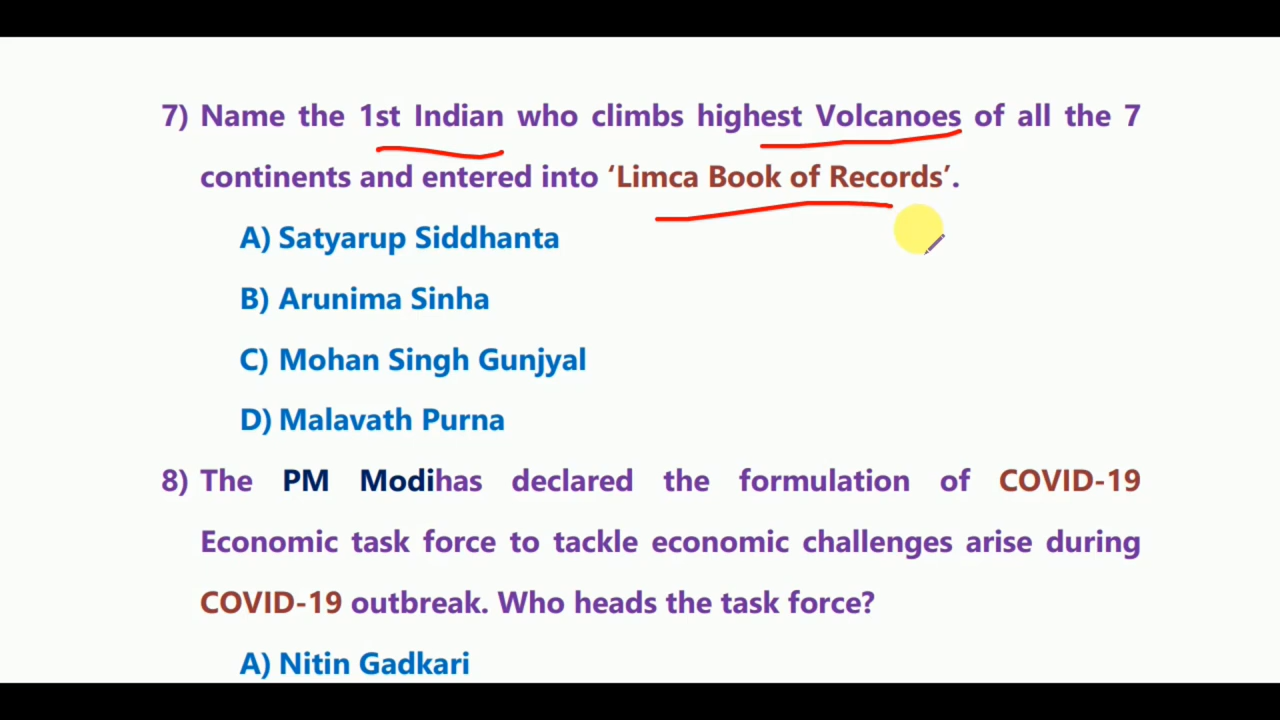 7) Name the 1st Indian who climbs highest Volcanoes of all the 7
continents and entered into ‘Limca Book of Records’.
A) Satyarup Siddhanta
B) Arunima Sinha
C) Mohan Singh Gunjyal
D) Malavath Purna
8) The PM Modihas declared the formulation of COVID-19
Economic task force to tackle economic challenges arise during
COVID-19 outbreak. Who heads the task force?
A) Nitin Gadkari